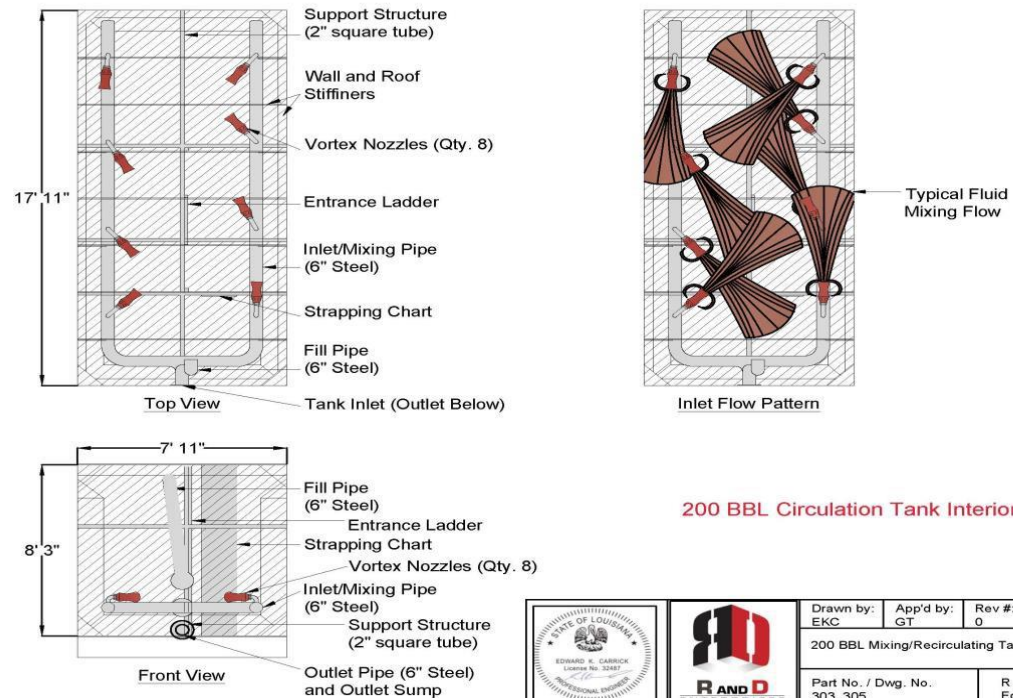 Support Structure
(2" square tube)
Wall and Roof
Stiffiners
Vortex Nozzles (Qty. 8)
17' 11"
Entrance Ladder
Inlet/Mixing Pipe
(6" Steel)
Strapping Chart
Fill Pipe
(6" Steel)
Top View
Tank Inlet (Outlet Below)
Typical Fluid
Mixing Flow
Inlet Flow Pattern
7' 11"
8' 3"
Fill Pipe
(6" Steel)
Entrance Ladder
Strapping Chart
Vortex Nozzles (Qty. 8)
Inlet/Mixing Pipe
(6" Steel)
Support Structure
(2" square tube)
Outlet Pipe (6" Steel)
and Outlet Sump
Front View
200 BBL Circulation Tank Interior
STATE OF LOUISIANA
EDWARD K. CARRICK
License No. 32487
PROFESSIONAL ENGINEER
R AND D
Drawn by:
EKC
App'd by:
GT
Rev #:
0
200 BBL Mixing/Recirculating Ta
Part No. / Dwg. No.
303_305
R